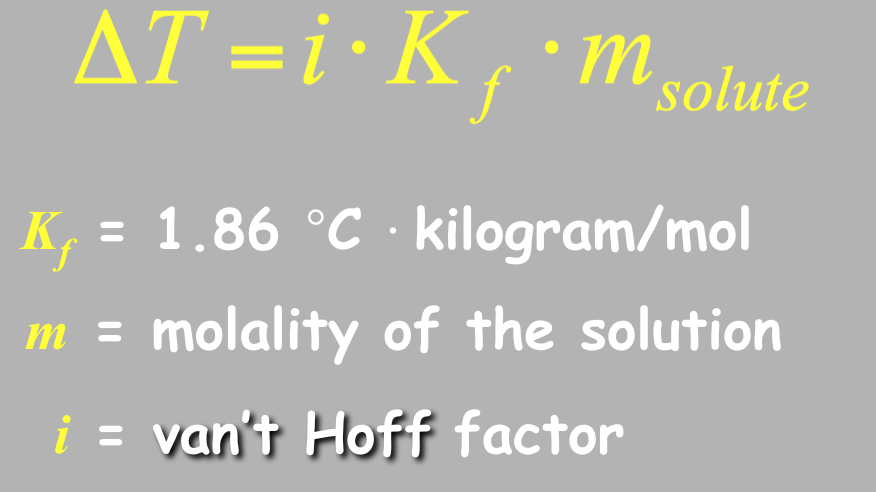 ΔT = i · K_f · m_solute
K_f = 1.86 °C · kilogram/mol
m = molality of the solution
i = van't Hoff factor